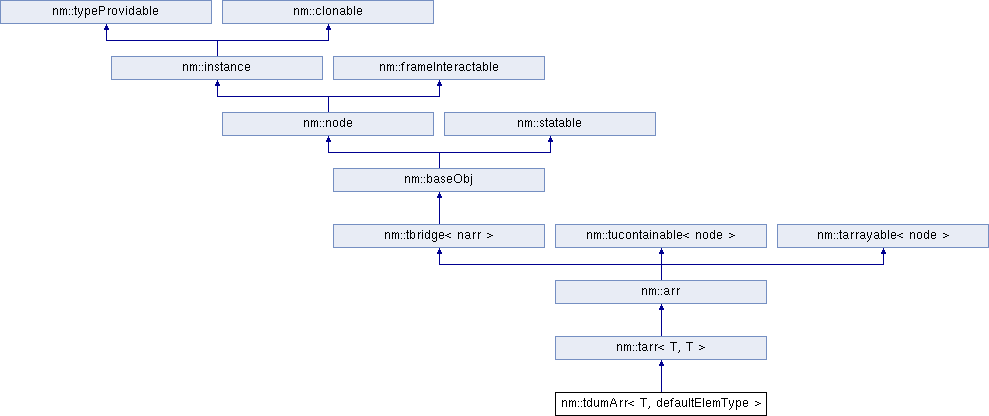 nm::typeProvidable
nm::clonable
nm::instance
nm::frameInteractable
nm::node
nm::statable
nm::baseObj
nm::tbridge< narr >
nm::tucontainable< node >
nm::tarrayable< node >
nm::arr
nm::tarr< T, T >
nm::tdumArr< T, defaultElemType >